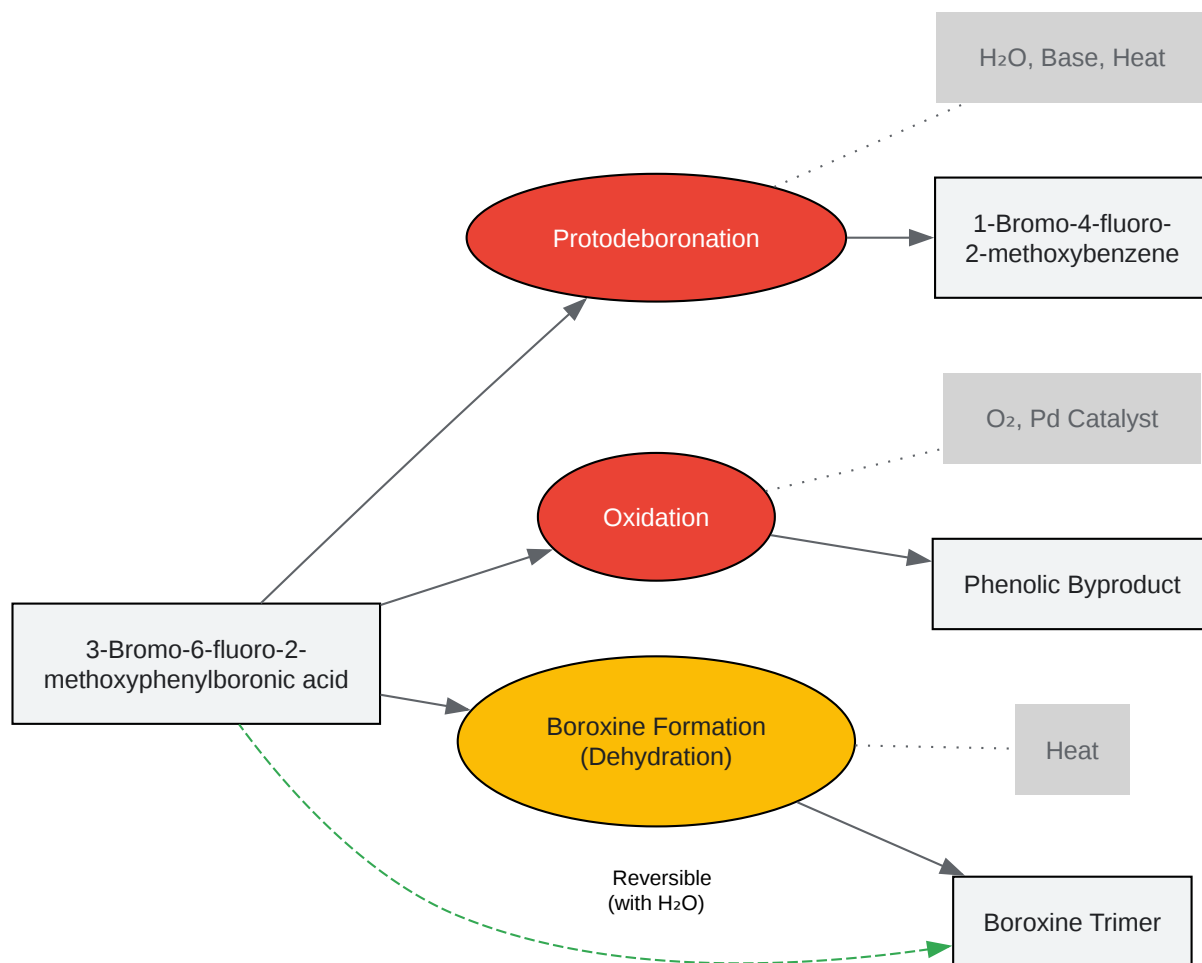 H₂O, Base, Heat
Protodeboronation
1-Bromo-4-fluoro-
2-methoxybenzene
O₂, Pd Catalyst
Oxidation
Phenolic Byproduct
3-Bromo-6-fluoro-2-
methoxyphenylboronic acid
Boroxine Formation
(Dehydration)
Heat
Reversible
(with H₂O)
Boroxine Trimer